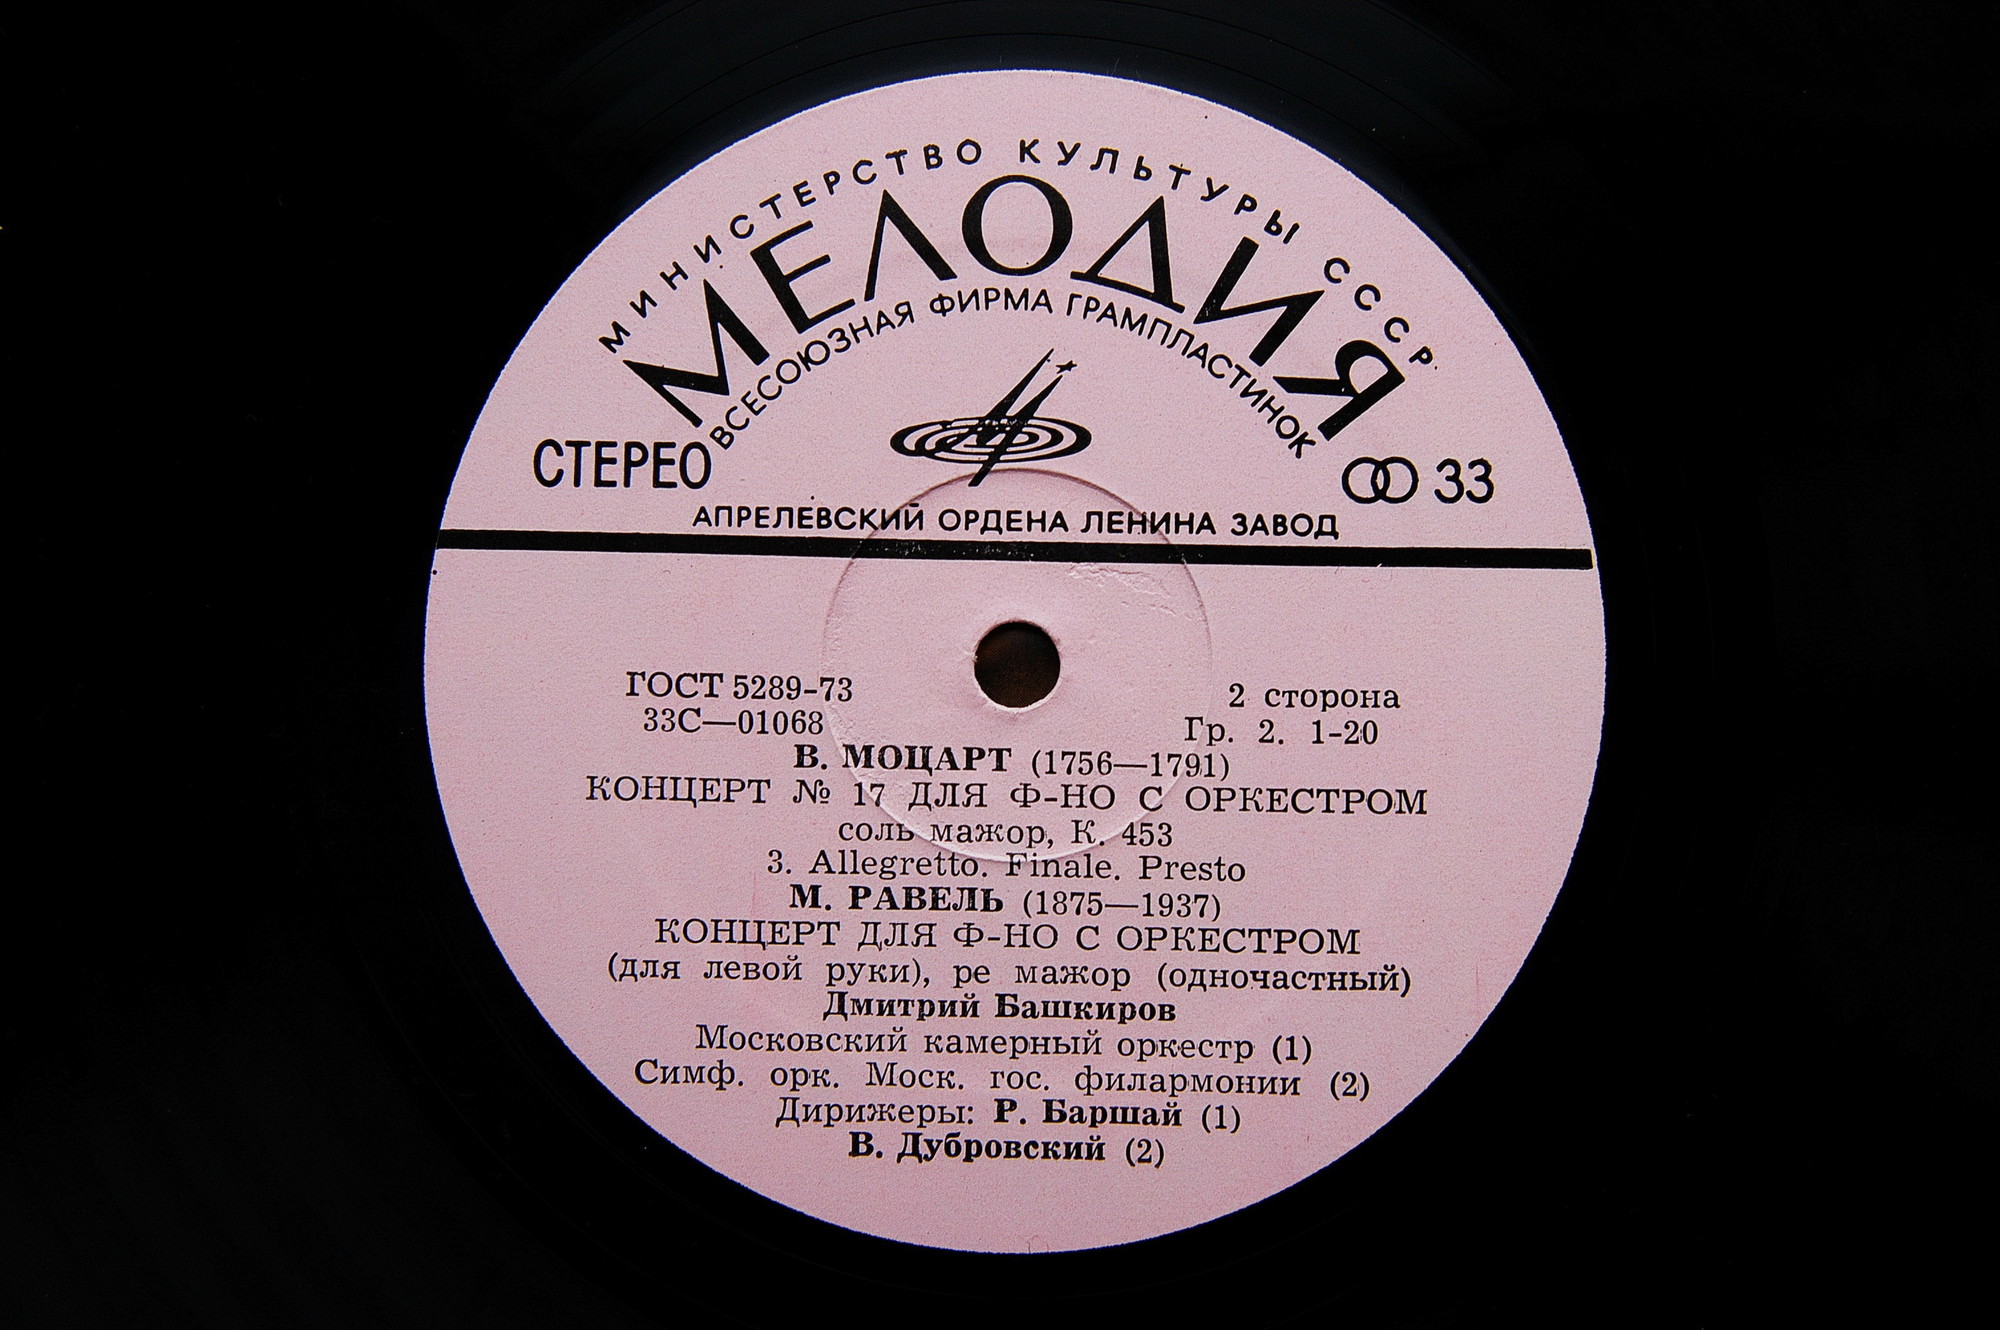 МИНИСТЕРСТВО КУЛЬТУРЫ СССР
МЕЛОДИЯ
ВСЕСОЮЗНАЯ ФИРМА ГРАМПЛАСТИНОК
СТЕРЕО
33
АПРЕЛЕВСКИЙ ОРДЕНА ЛЕНИНА ЗАВОД
ГОСТ 5289-73
2 сторона
33С—01068
Гр. 2. 1-20
В. МОЦАРТ (1756—1791)
КОНЦЕРТ № 17 ДЛЯ Ф-НО С ОРКЕСТРОМ
соль мажор, К. 453
3. Allegretto. Finale. Presto
М. РАВЕЛЬ (1875—1937)
КОНЦЕРТ ДЛЯ Ф-НО С ОРКЕСТРОМ
(для левой руки), ре мажор (одночастный)
Дмитрий Башкиров
Московский камерный оркестр (1)
Симф. орк. Моск. гос. филармонии (2)
Дирижеры: Р. Баршай (1)
В. Дубровский (2)